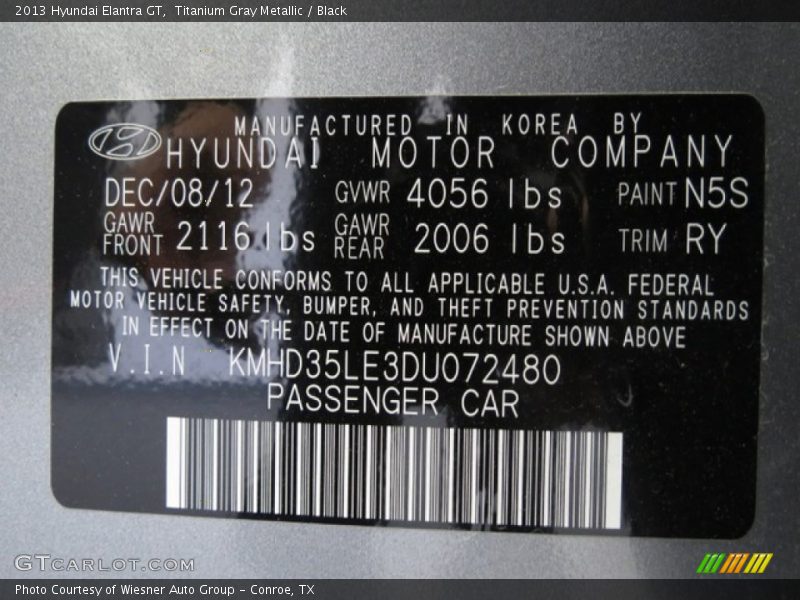 2013 Hyundai Elantra GT,  Titanium Gray Metallic / Black
MANUFACTURED IN KOREA BY
HYUNDAI MOTOR COMPANY
DEC/08/12 GVWR 4056 lbs PAINT N5S
GAWR FRONT 2116 lbs GAWR REAR 2006 lbs TRIM RY
THIS VEHICLE CONFORMS TO ALL APPLICABLE U.S.A. FEDERAL
MOTOR VEHICLE SAFETY, BUMPER, AND THEFT PREVENTION STANDARDS
IN EFFECT ON THE DATE OF MANUFACTURE SHOWN ABOVE
V.I.N KMHD35LE3DU072480
PASSENGER CAR
GTCARLOT.COM
Photo Courtesy of Wiesner Auto Group - Conroe, TX